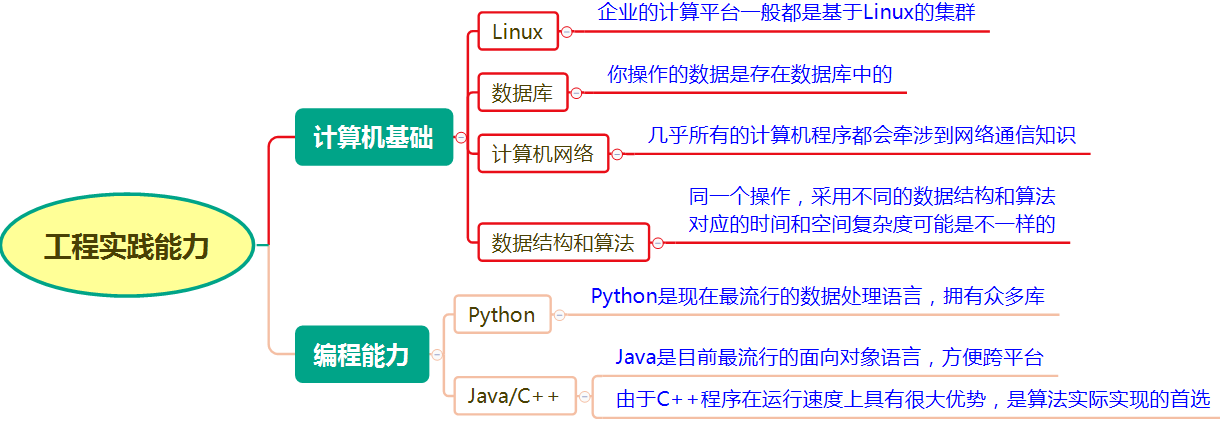 工程实践能力
计算机基础
Linux
企业的计算平台一般都是基于Linux的集群
数据库
你操作的数据是存在数据库中的
计算机网络
几乎所有的计算机程序都会牵涉到网络通信知识
数据结构和算法
同一个操作，采用不同的数据结构和算法
对应的时间和空间复杂度可能是不一样的
编程能力
Python
Python是现在最流行的数据处理语言，拥有众多库
Java/C++
Java是目前最流行的面向对象语言，方便跨平台
由于C++程序在运行速度上具有很大优势，是算法实际实现的首选